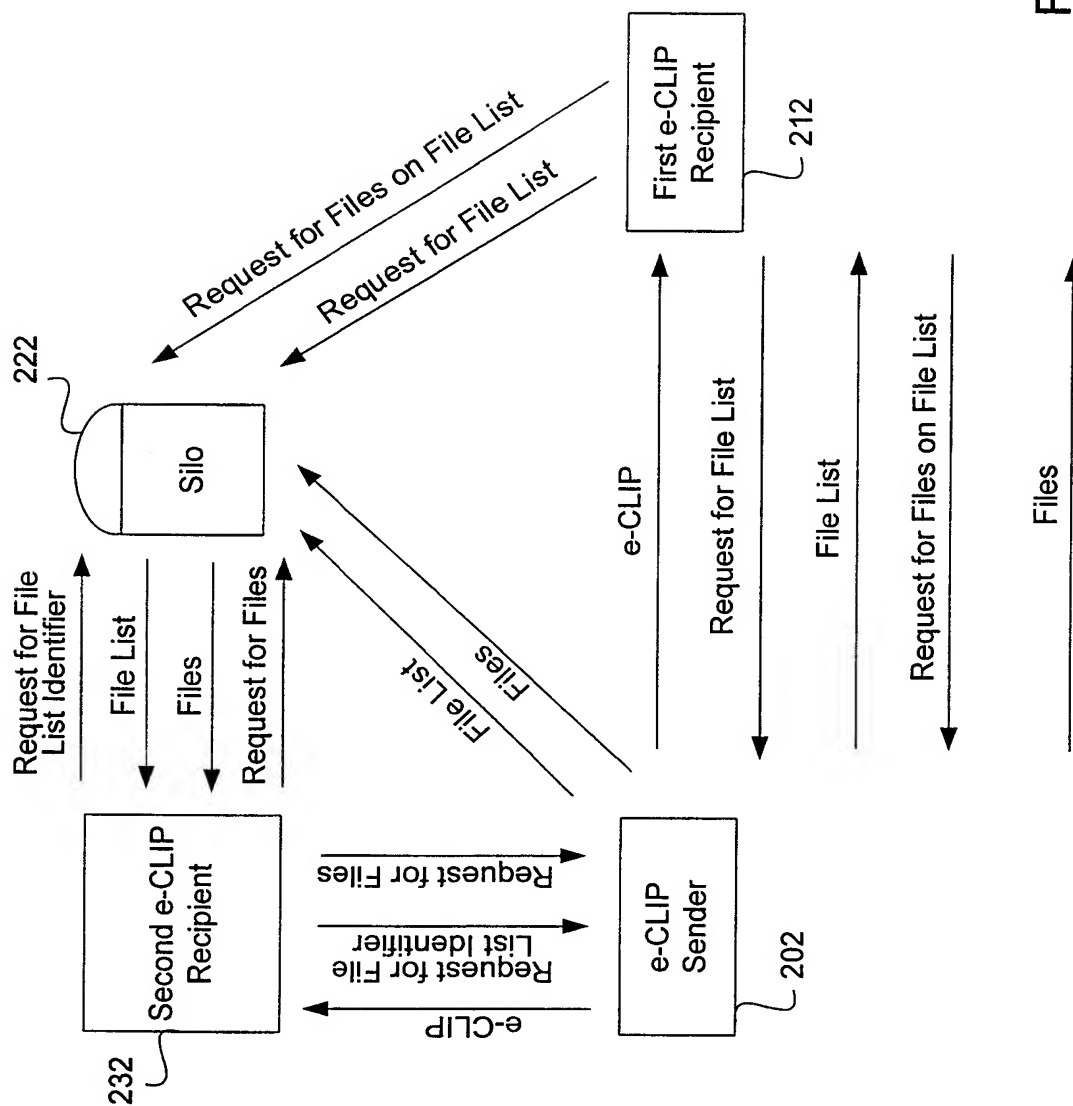 Request for File
List Identifier
File List
Files
Request for Files
222
Silo
Request for Files on File List
Request for File List
232
Second e-CLIP
Recipient
First e-CLIP
Recipient
212
File List
Files
e-CLIP
Request for File
List Identifier
Request for Files
e-CLIP
Sender
202
e-CLIP
Request for File List
File List
Request for Files on File List
Files